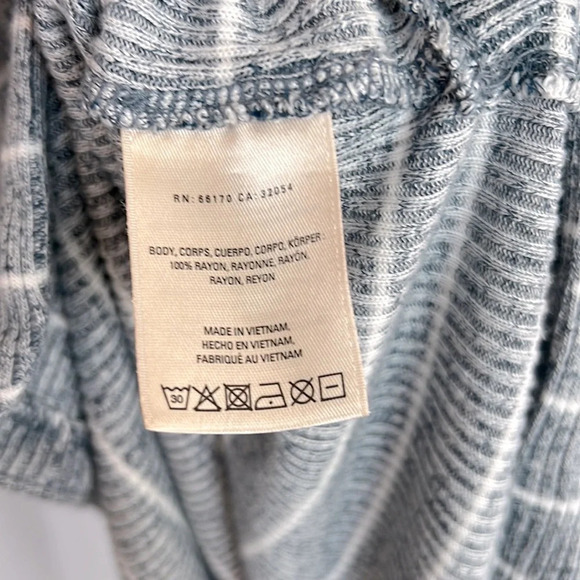 RN: 66170 CA: 32054
BODY, CORPS, CUERPO, CORPO, KÖRPER:
100% RAYON, RAYONNE, RAYÓN,
RAYON, REYON
MADE IN VIETNAM,
HECHO EN VIETNAM,
FABRIQUÉ AU VIETNAM
30